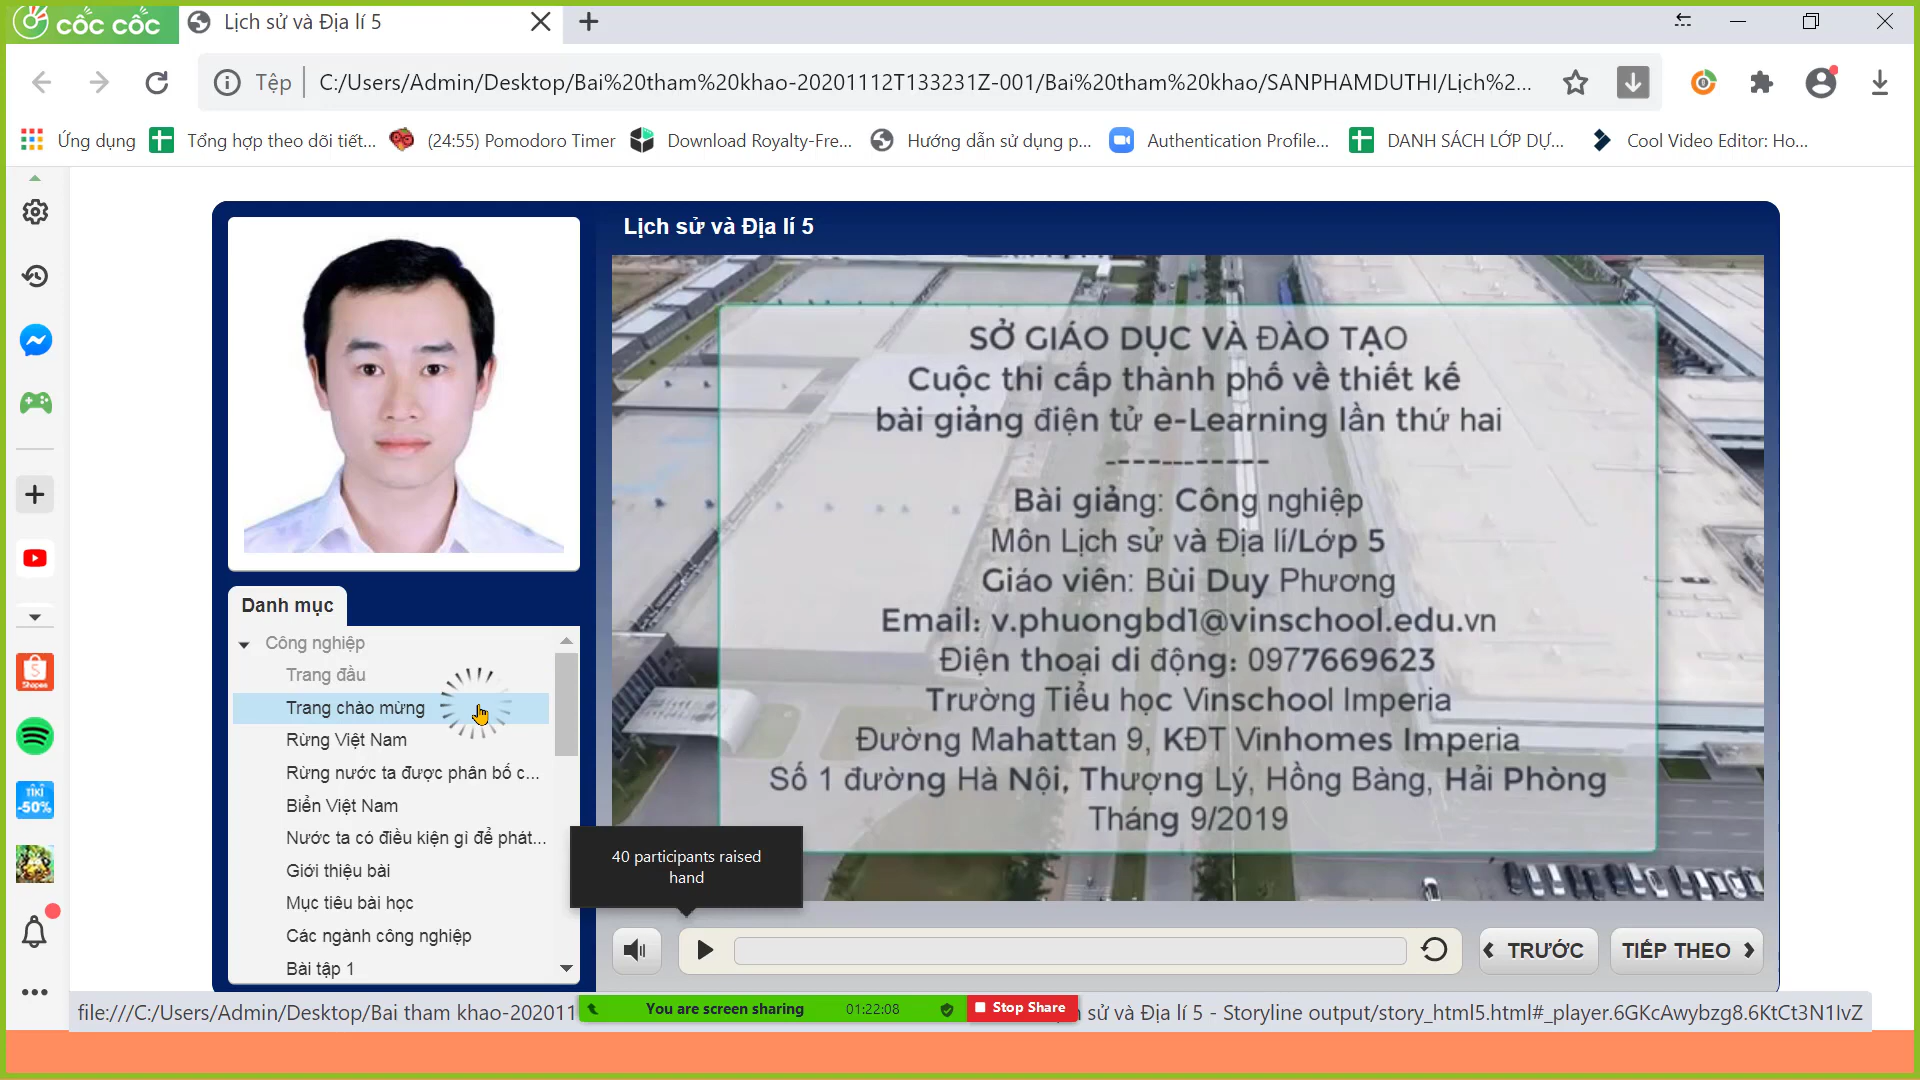 cốc cốc
Lịch sử và Địa lí 5
Tệp
C:/Users/Admin/Desktop/Bai%20tham%20khao-20201112T133231Z-001/Bai%20tham%20khao/SANPHAMDUTHI/Lịch%2...
Ứng dụng
Tổng hợp theo dõi tiết...
(24:55) Pomodoro Timer
Download Royalty-Fre...
Hướng dẫn sử dụng p...
Authentication Profile...
DANH SÁCH LỚP DỰ...
Cool Video Editor: Ho...
Lịch sử và Địa lí 5
SỞ GIÁO DỤC VÀ ĐÀO TẠO
Cuộc thi cấp thành phố về thiết kế
bài giảng điện tử e-Learning lần thứ hai
------------
Bài giảng: Công nghiệp
Môn Lịch sử và Địa lí/Lớp 5
Giáo viên: Bùi Duy Phương
Email: v.phuongbd1@vinschool.edu.vn
Điện thoại di động: 0977669623
Trường Tiểu học Vinschool Imperia
Đường Mahattan 9, KĐT Vinhomes Imperia
Số 1 đường Hà Nội, Thượng Lý, Hồng Bàng, Hải Phòng
Tháng 9/2019
Danh mục
Công nghiệp
Trang đầu
Trang chào mừng
Rừng Việt Nam
Rừng nước ta được phân bố c...
Biển Việt Nam
Nước ta có điều kiện gì để phát...
Giới thiệu bài
Mục tiêu bài học
Các ngành công nghiệp
Bài tập 1
Shopee
TIKI
-50%
40 participants raised
hand
TRƯỚC
TIẾP THEO
file:///C:/Users/Admin/Desktop/Bai tham khao-202011
You are screen sharing
01:22:08
Stop Share
sử và Địa lí 5 - Storyline output/story_html5.html#_player.6GKcAwybzg8.6KtCt3N1IvZ